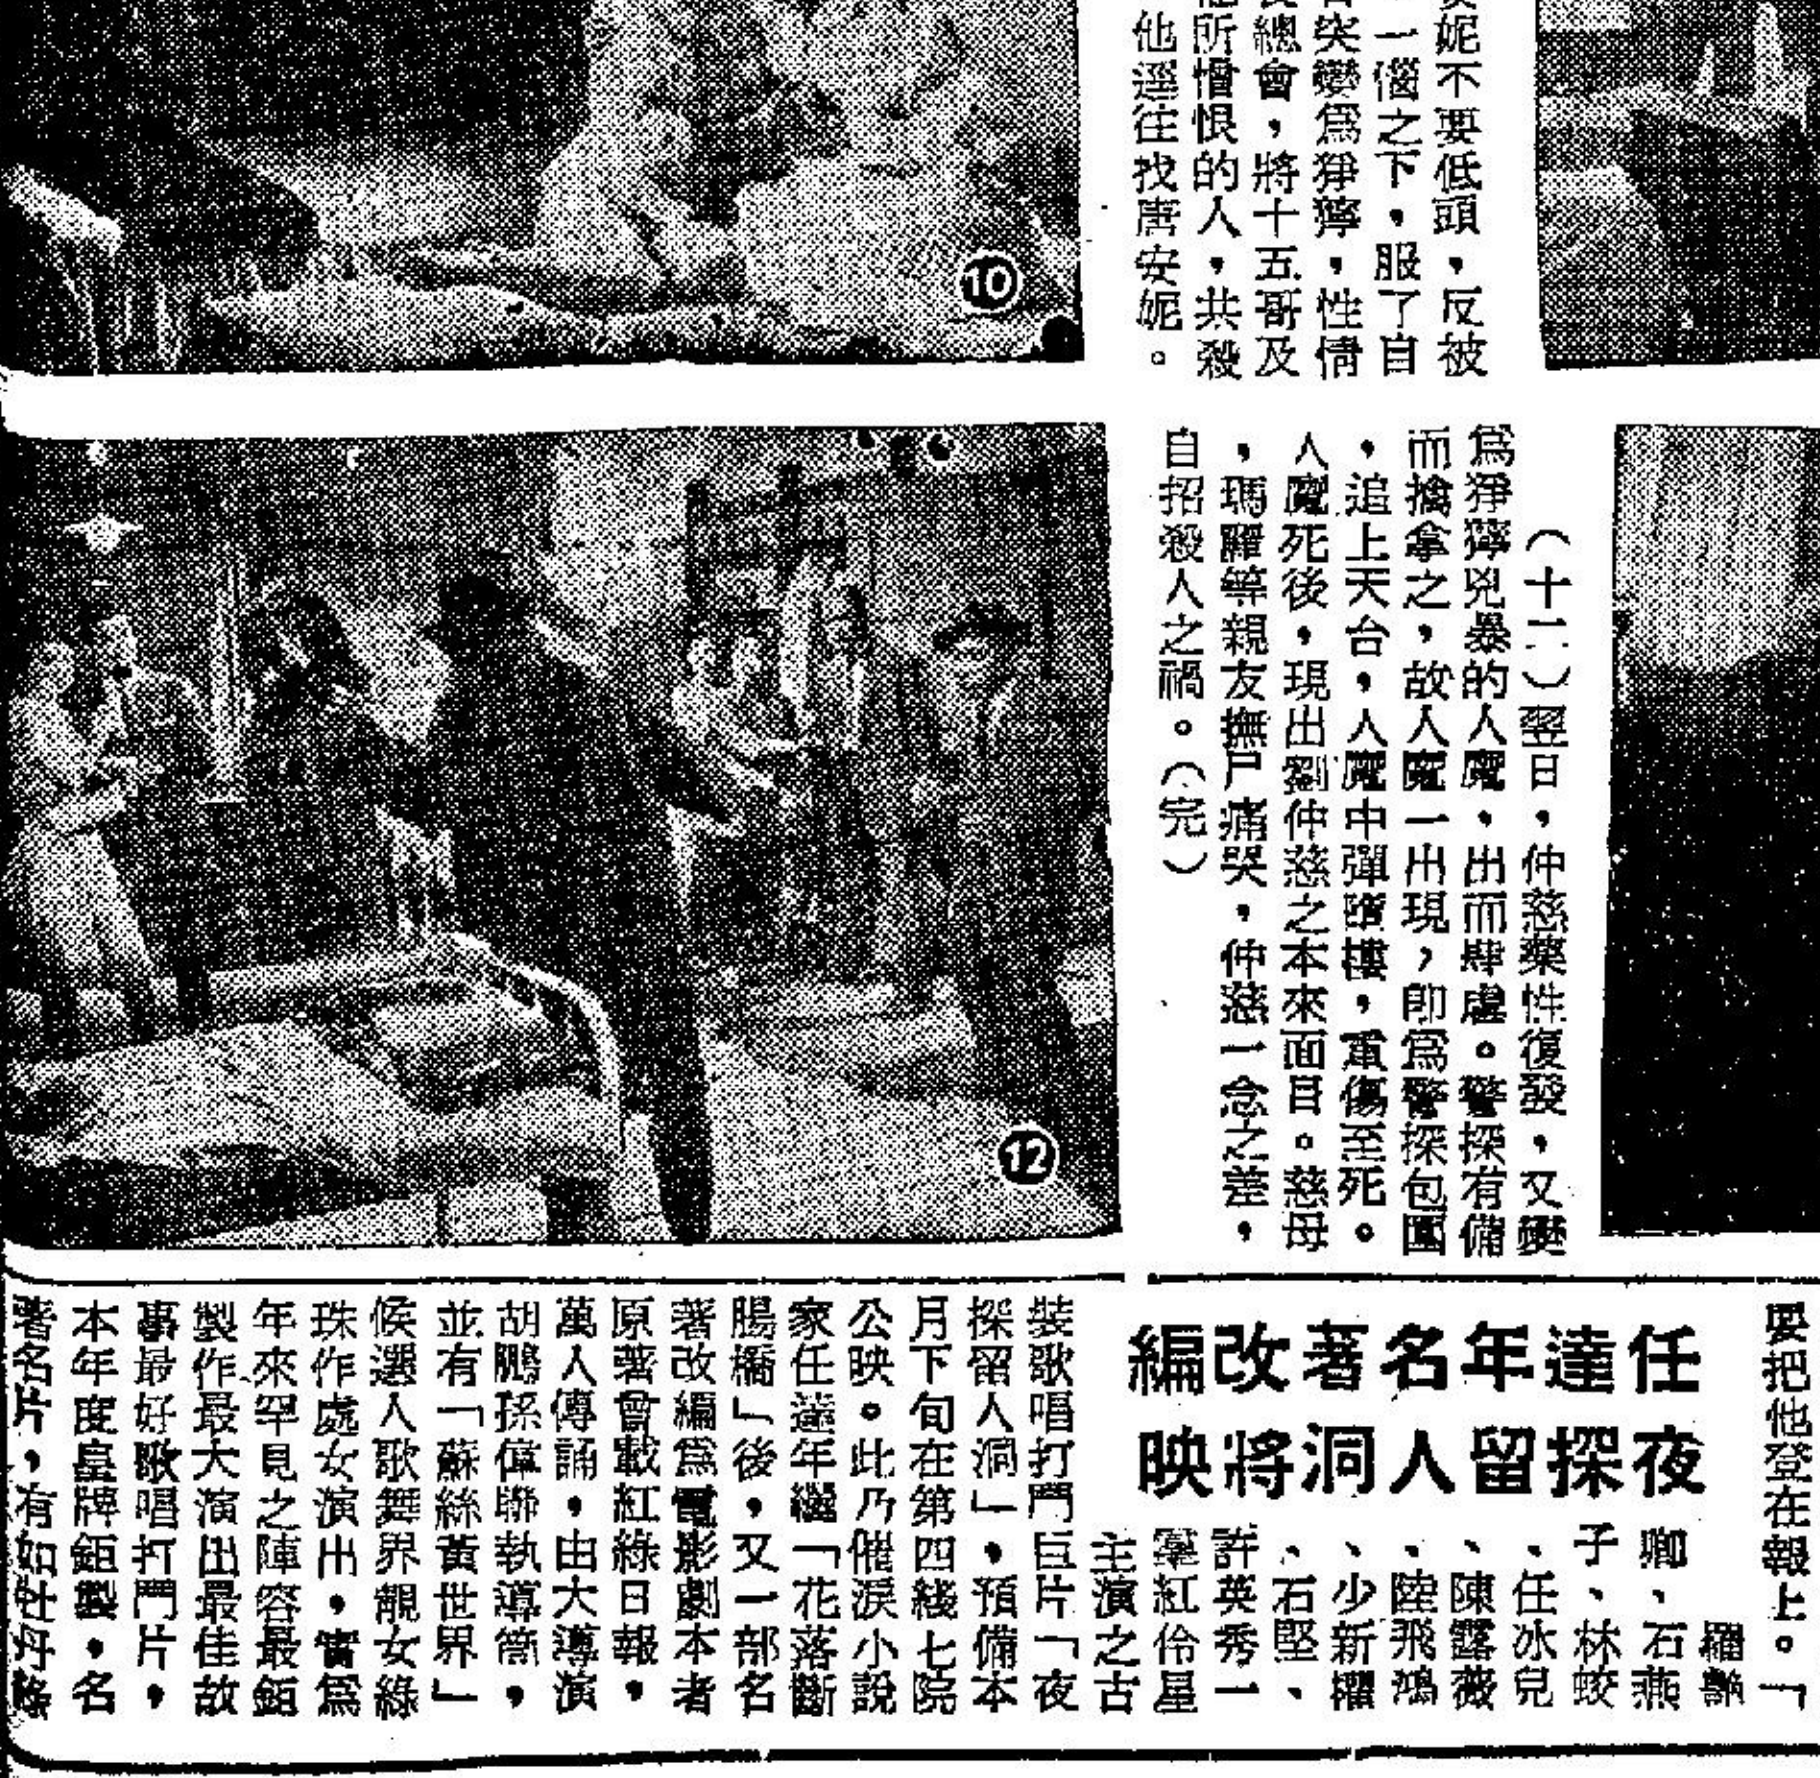 妮不要低頭，反被
一惱之下，服了自
突變爲猙獰，性情
總會，將十五哥及
所憎恨的人，共殺
他逕往找唐安妮。
10
（十二）翌日，仲慈藥性復發，又變
爲猙獰兇暴的人魔，出而肆虐。警探有備
而擒拿之，故人魔一出現，卽爲警探包圍
，追上天台，人魔中彈墮樓，重傷至死。
人魔死後，現出劉仲慈之本來面目。慈母
，瑪麗等親友撫尸痛哭，仲慈一念之差，
自招殺人之禍。（完）
12
要把他登在報上。「
任達年名著改編
夜探留人洞將映
羅艷
卿、石燕
子、林蛟
、任冰兒
、陳露薇
、陸飛鴻
、少新權
、石堅、
許英秀一
羣紅伶星
主演之古
裝歌唱打鬥巨片「夜
探留人洞」，預備本
月下旬在第四綫七院
公映。此乃催淚小說
家任達年繼「花落斷
腸橋」後，又一部名
著改編爲電影劇本者
原著曾載紅綠日報，
萬人傳誦，由大導演
胡鵬孫偉聯執導筒，
並有「蘇絲黃世界」
候選人歌舞界靚女綠
珠作處女演出，實爲
年來罕見之陣容最鉅
製作最大演出最佳故
事最好歌唱打鬥片，
本年度皇牌鉅製。名
著名片，有如牡丹綠